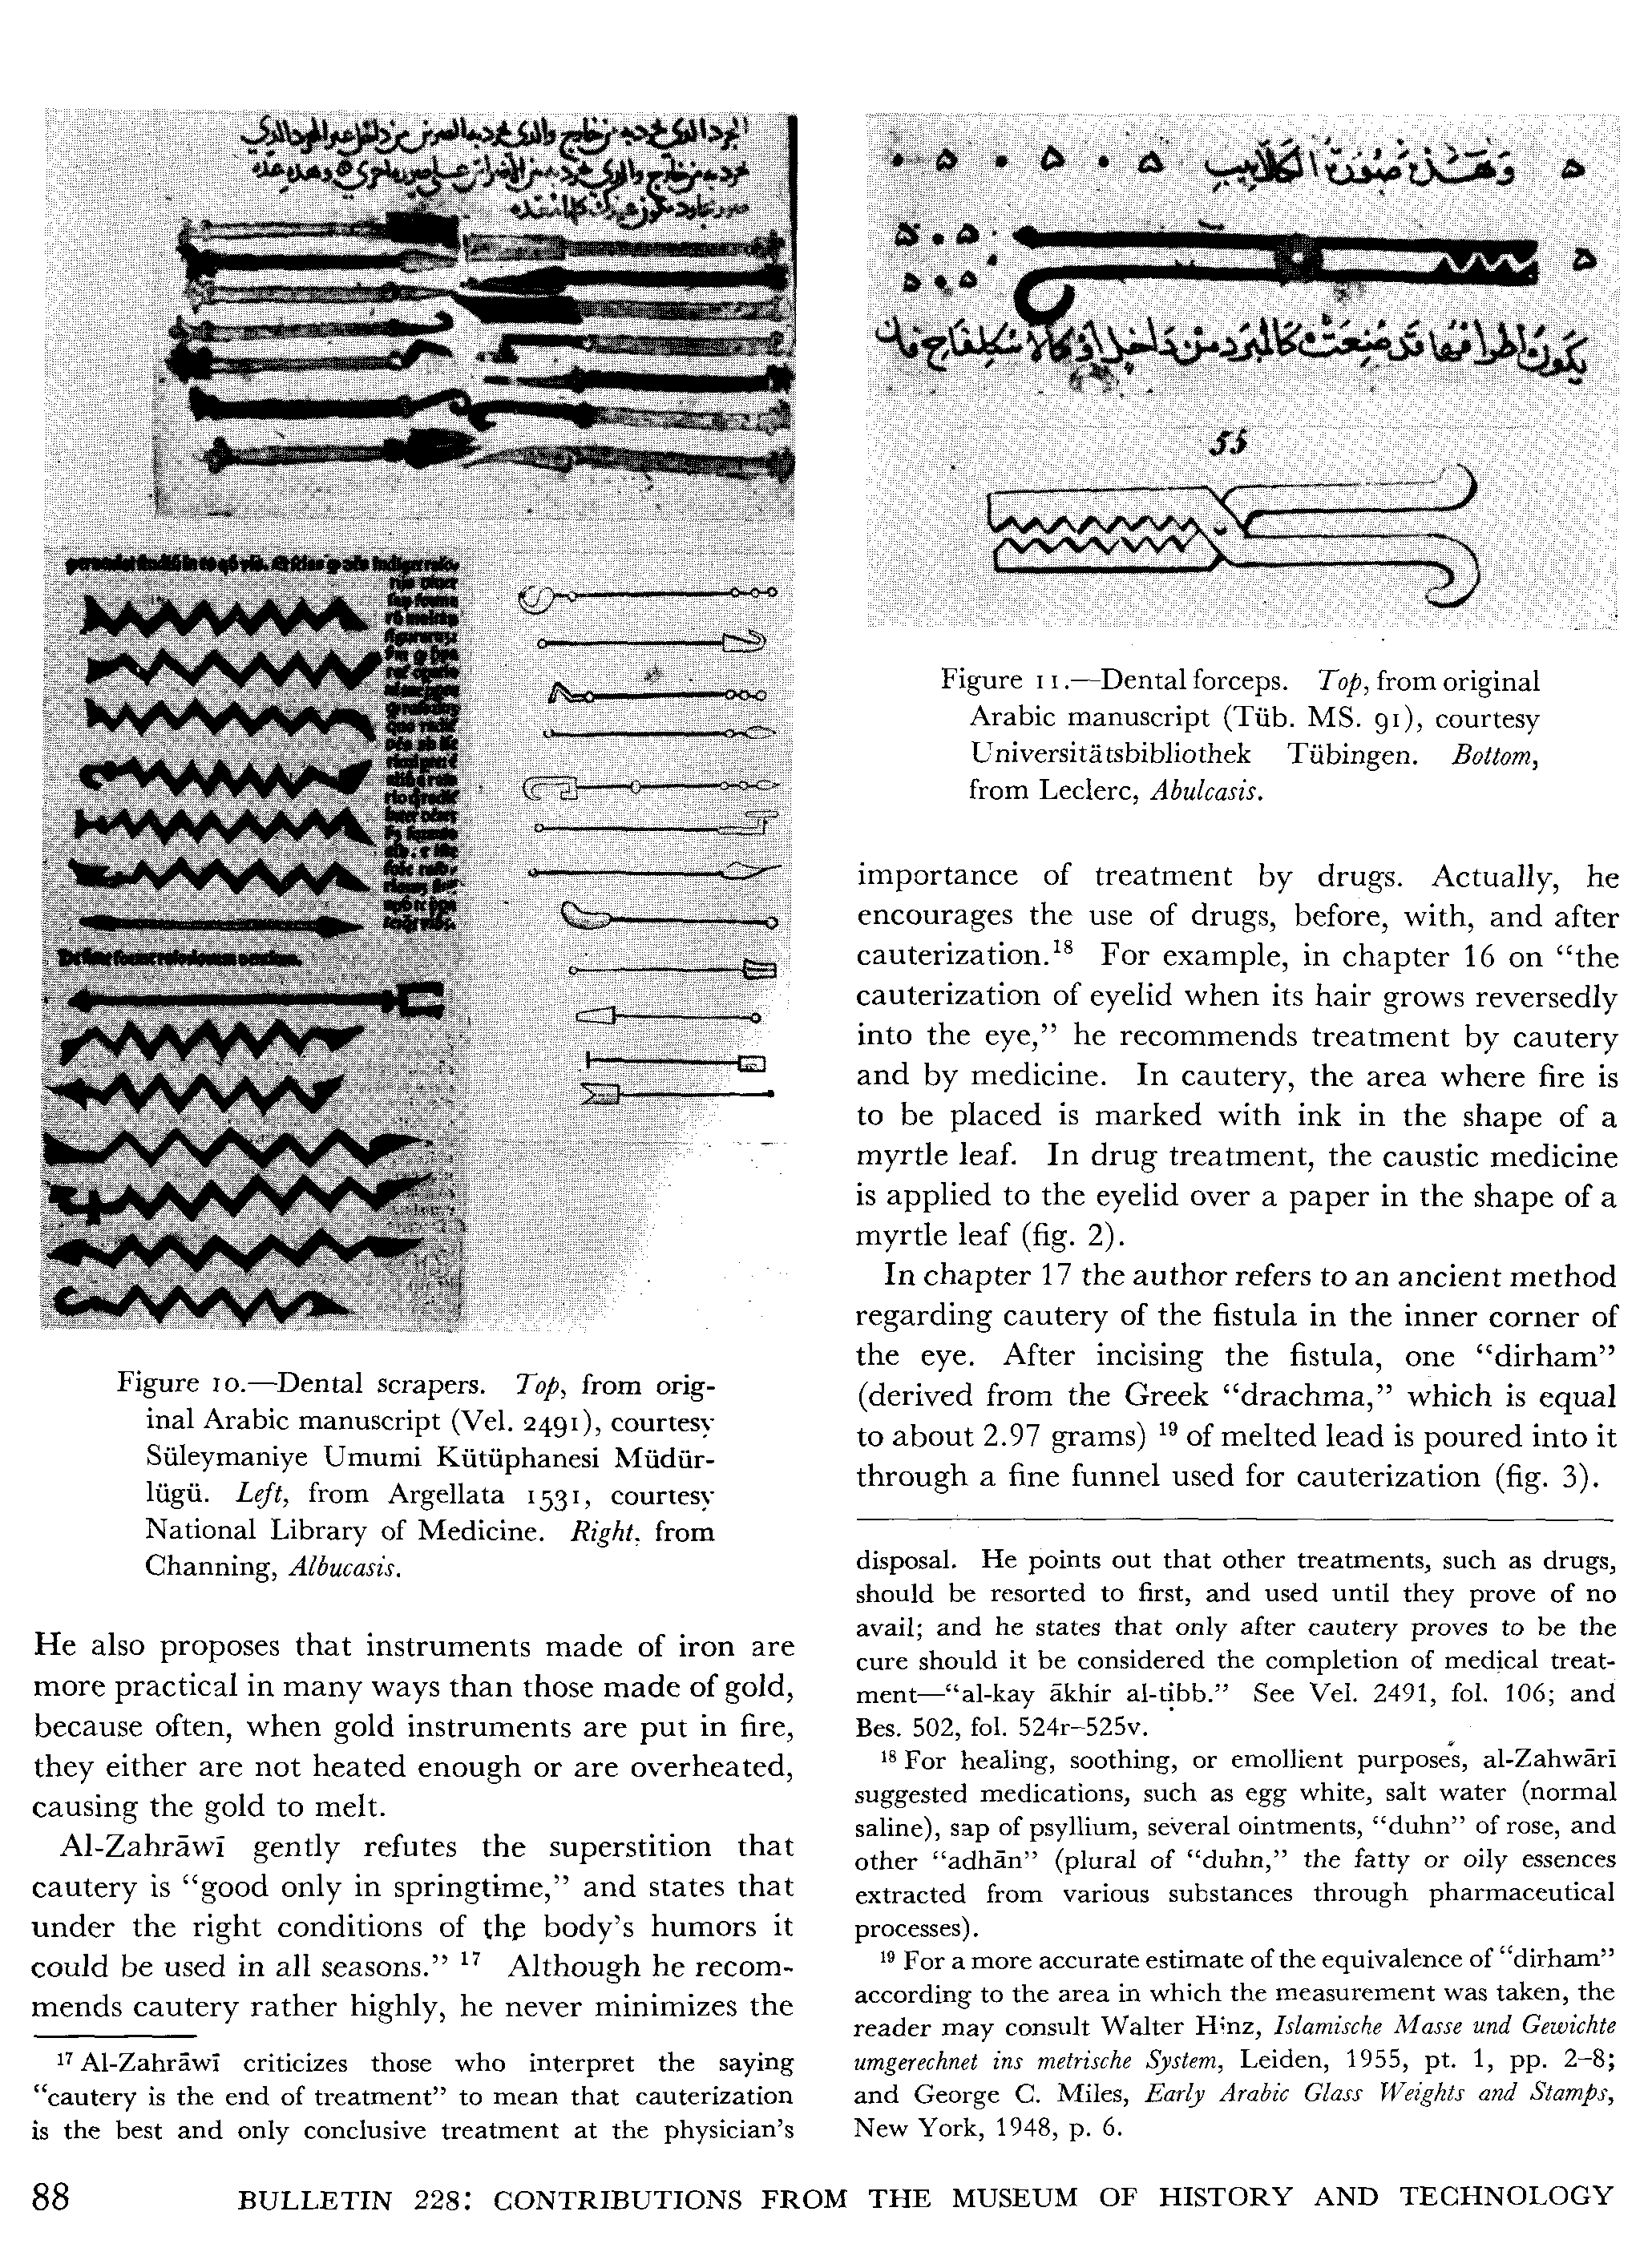 وَهَذِهِ صُورَةُ الكَلَالِيبِ
55
Figure 10.—Dental scrapers. Top, from orig-
inal Arabic manuscript (Vel. 2491), courtesy
Süleymaniye Umumi Kütüphanesi Müdür-
lügü. Left, from Argellata 1531, courtesy
National Library of Medicine. Right, from
Channing, Albucasis.
He also proposes that instruments made of iron are
more practical in many ways than those made of gold,
because often, when gold instruments are put in fire,
they either are not heated enough or are overheated,
causing the gold to melt.
Al-Zahrāwī gently refutes the superstition that
cautery is “good only in springtime,” and states that
under the right conditions of the body’s humors it
could be used in all seasons.” 17 Although he recom-
mends cautery rather highly, he never minimizes the
17 Al-Zahrāwī criticizes those who interpret the saying
“cautery is the end of treatment” to mean that cauterization
is the best and only conclusive treatment at the physician’s
Figure 11.—Dental forceps. Top, from original
Arabic manuscript (Tüb. MS. 91), courtesy
Universitätsbibliothek Tübingen. Bottom,
from Leclerc, Abulcasis.
importance of treatment by drugs. Actually, he
encourages the use of drugs, before, with, and after
cauterization.18 For example, in chapter 16 on “the
cauterization of eyelid when its hair grows reversedly
into the eye,” he recommends treatment by cautery
and by medicine. In cautery, the area where fire is
to be placed is marked with ink in the shape of a
myrtle leaf. In drug treatment, the caustic medicine
is applied to the eyelid over a paper in the shape of a
myrtle leaf (fig. 2).
In chapter 17 the author refers to an ancient method
regarding cautery of the fistula in the inner corner of
the eye. After incising the fistula, one “dirham”
(derived from the Greek “drachma,” which is equal
to about 2.97 grams) 19 of melted lead is poured into it
through a fine funnel used for cauterization (fig. 3).
disposal. He points out that other treatments, such as drugs,
should be resorted to first, and used until they prove of no
avail; and he states that only after cautery proves to be the
cure should it be considered the completion of medical treat-
ment—“al-kay ākhir al-ṭibb.” See Vel. 2491, fol. 106; and
Bes. 502, fol. 524r–525v.
18 For healing, soothing, or emollient purposes, al-Zahwārī
suggested medications, such as egg white, salt water (normal
saline), sap of psyllium, several ointments, “duhn” of rose, and
other “adhān” (plural of “duhn,” the fatty or oily essences
extracted from various substances through pharmaceutical
processes).
19 For a more accurate estimate of the equivalence of “dirham”
according to the area in which the measurement was taken, the
reader may consult Walter Hinz, Islamische Masse und Gewichte
umgerechnet ins metrische System, Leiden, 1955, pt. 1, pp. 2–8;
and George C. Miles, Early Arabic Glass Weights and Stamps,
New York, 1948, p. 6.
88 BULLETIN 228: CONTRIBUTIONS FROM THE MUSEUM OF HISTORY AND TECHNOLOGY